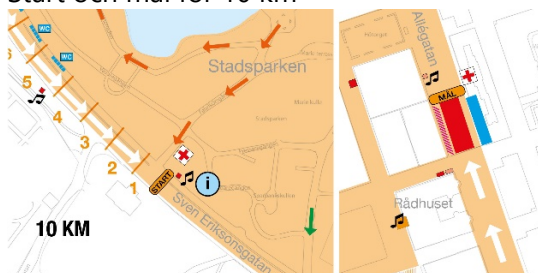 Start och mål för 10 km
WC
WC
Stadsparken
5
4
3
2
1
START
i
Sven Eriksonsgatan
10 KM
Allégatan
MÅL
Rådhuset